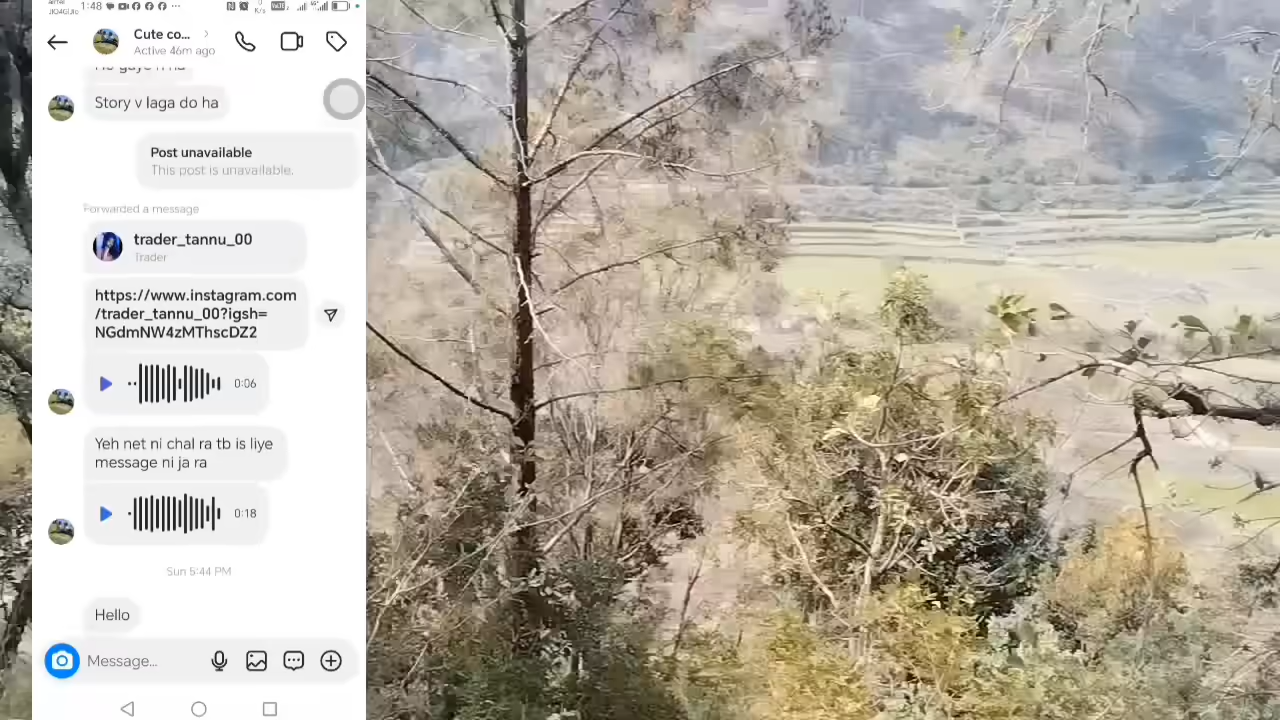 1:48
Cute co...
Active 46m ago
Story v laga do ha
Post unavailable
This post is unavailable.
Forwarded a message
trader_tannu_00
Trader
https://www.instagram.com
/trader_tannu_00?igsh=
NGdmNW4zMThscDZ2
0:06
Yeh net ni chal ra tb is liye
message ni ja ra
0:18
Sun 5:44 PM
Hello
Message...